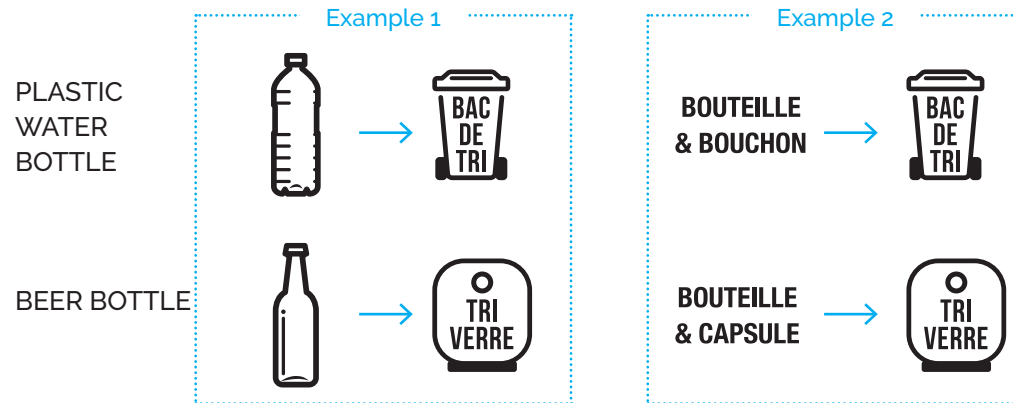 Example 1
Example 2
PLASTIC
WATER
BOTTLE
BAC
DE
TRI
BOUTEILLE
& BOUCHON
BAC
DE
TRI
BEER BOTTLE
TRI
VERRE
BOUTEILLE
& CAPSULE
TRI
VERRE